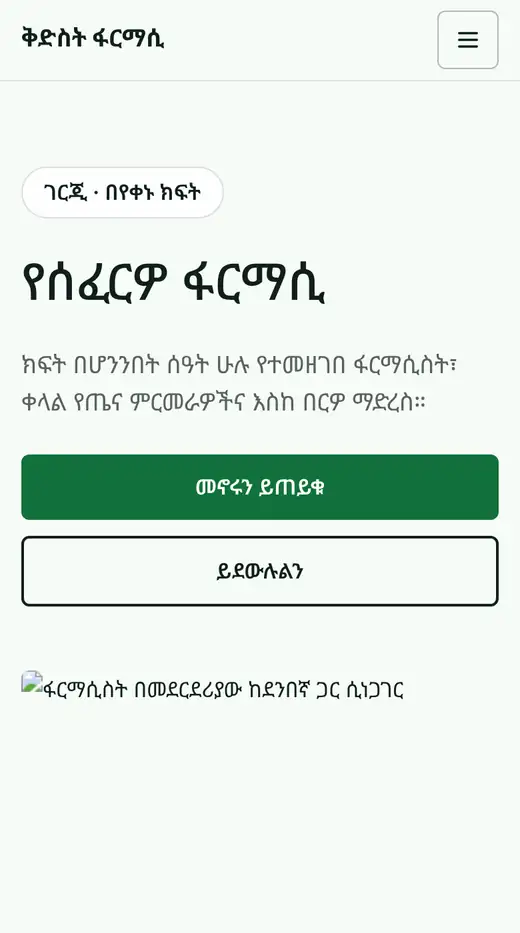 ቅድስት ፋርማሲ
ገርጂ · በየቀኑ ክፍት
የሰፈርዎ ፋርማሲ
ክፍት በሆንንበት ሰዓት ሁሉ የተመዘገበ ፋርማሲስት፣
ቀላል የጤና ምርመራዎችና እስከ በርዎ ማድረስ።
መኖሩን ይጠይቁ
ይደውሉልን
ፋርማሲስት በመደርደሪያው ከደንበኛ ጋር ሲነጋገር